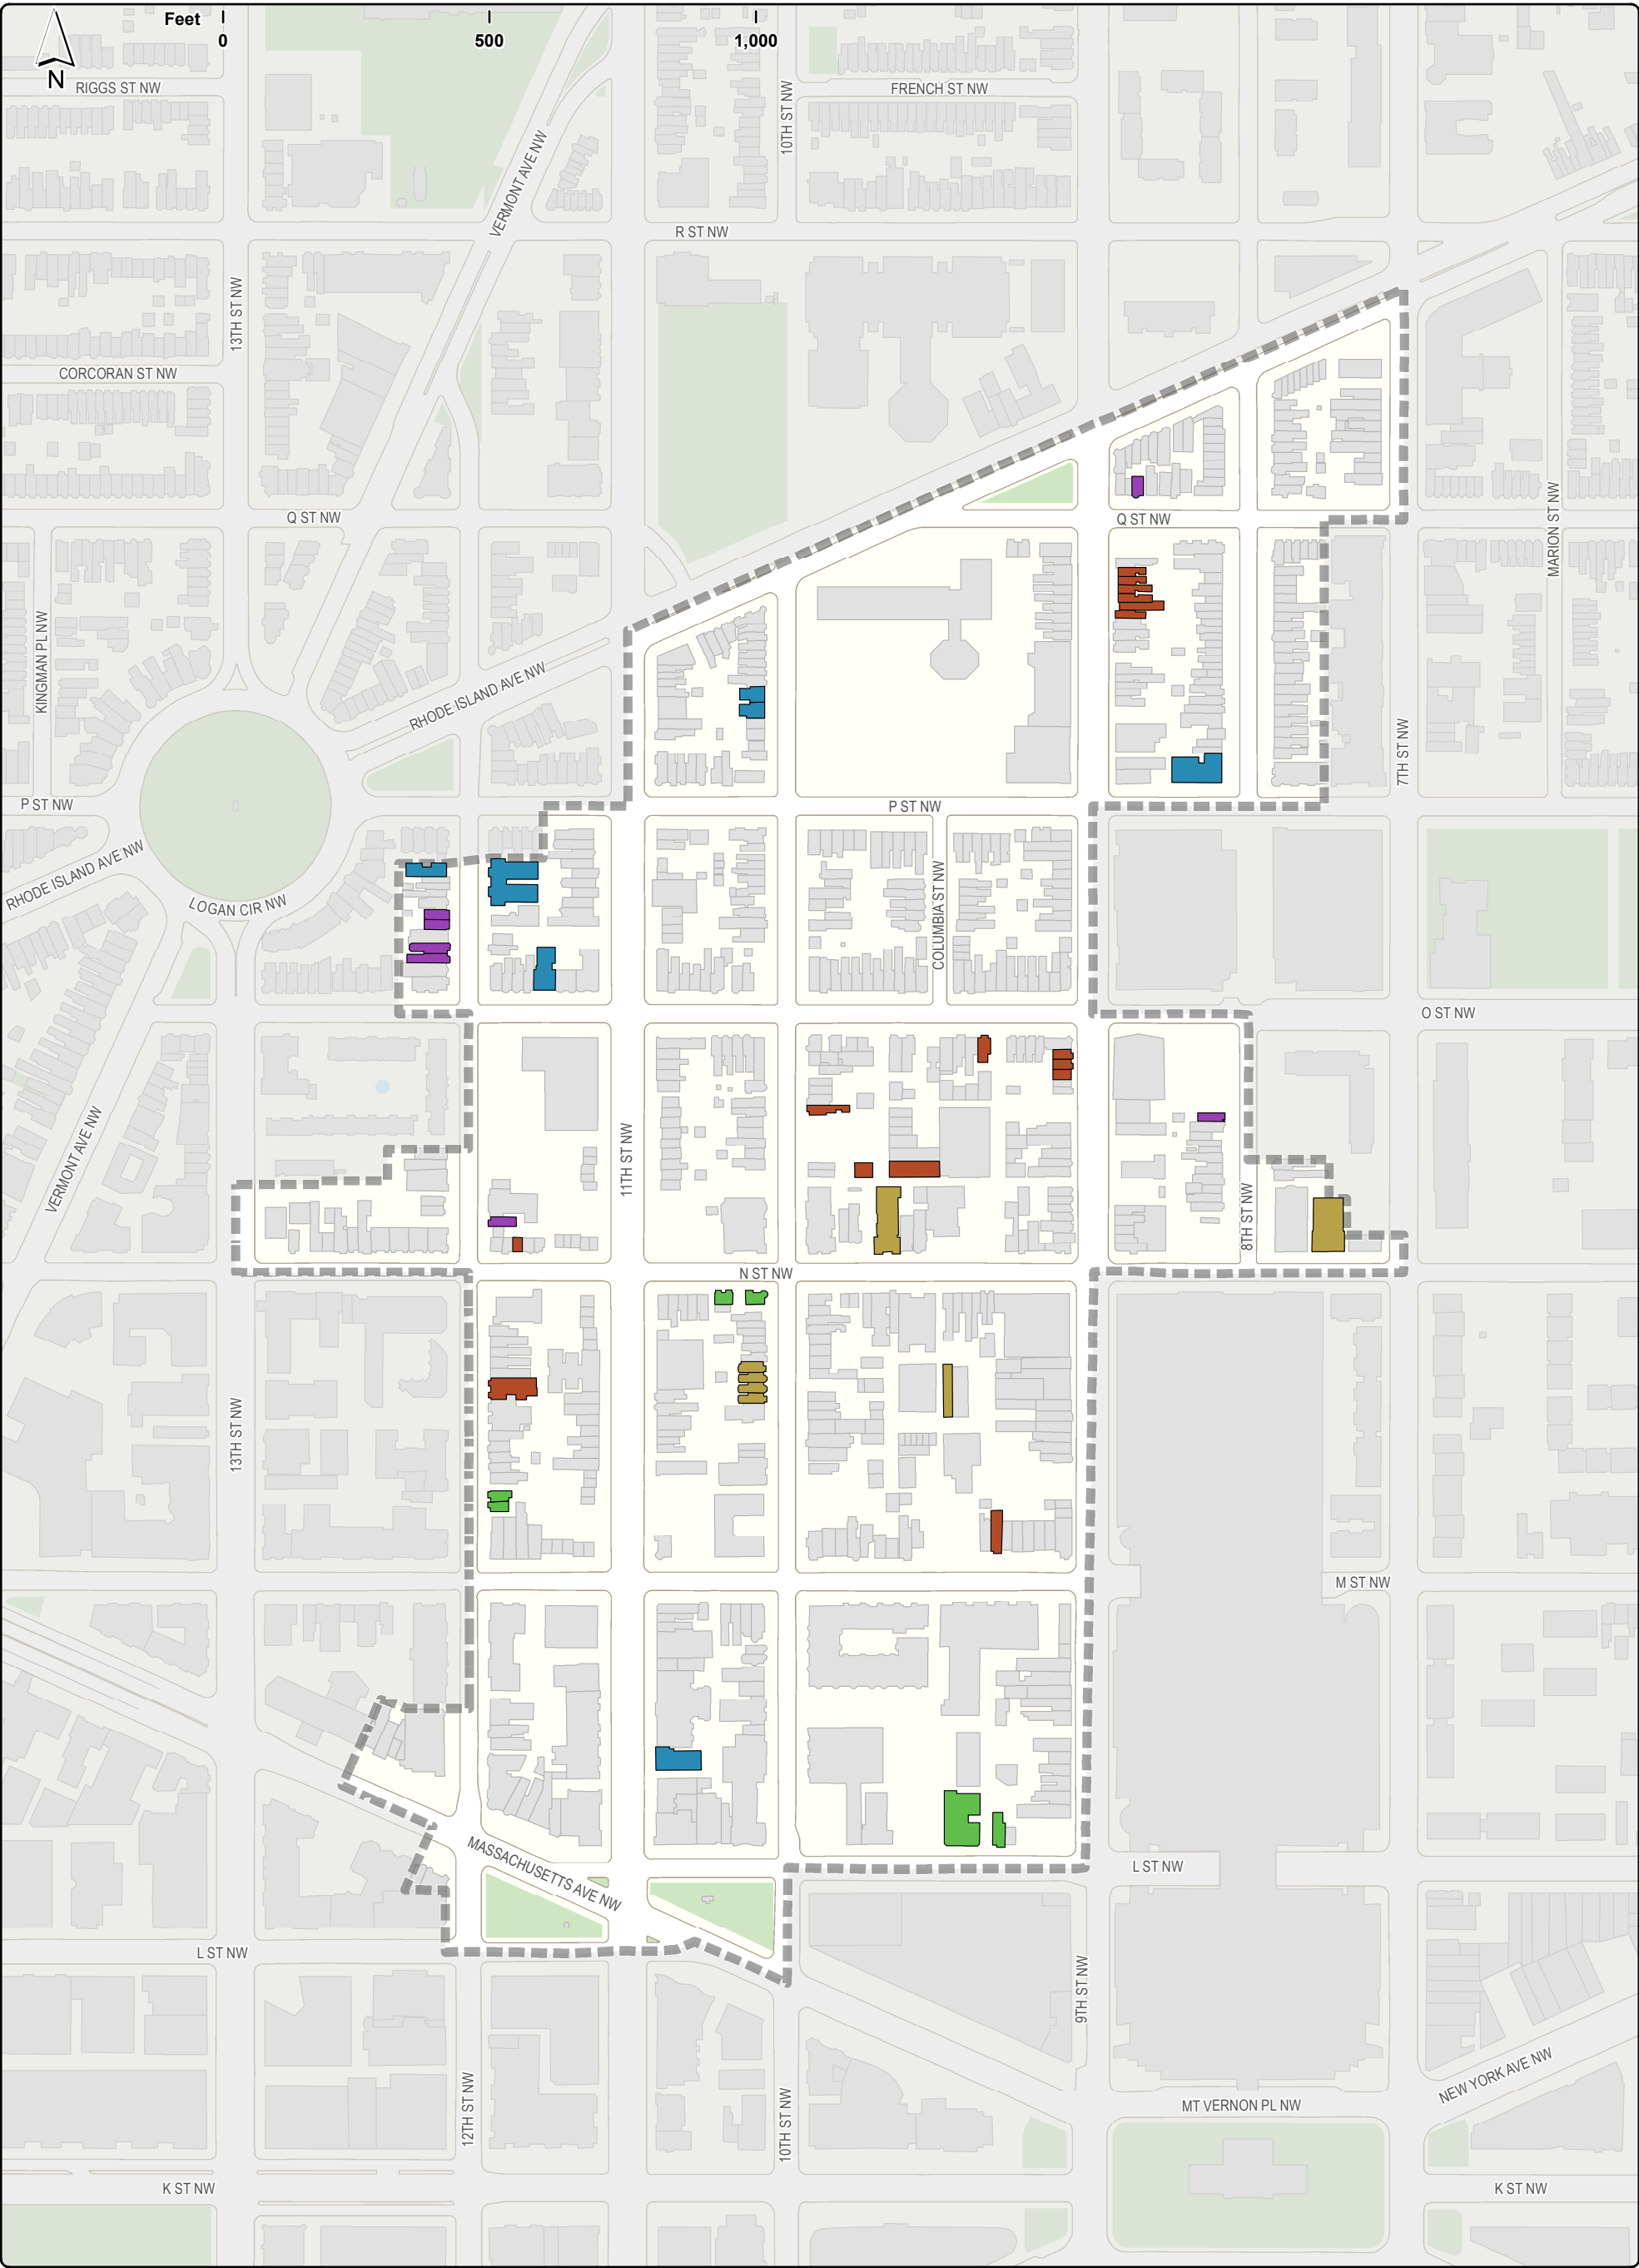 Feet
0
500
1,000
N
RIGGS ST NW
FRENCH ST NW
10TH ST NW
VERMONT AVE NW
R ST NW
13TH ST NW
CORCORAN ST NW
Q ST NW
Q ST NW
MARION ST NW
KINGMAN PL NW
RHODE ISLAND AVE NW
7TH ST NW
P ST NW
P ST NW
RHODE ISLAND AVE NW
LOGAN CIR NW
COLUMBIA ST NW
O ST NW
VERMONT AVE NW
11TH ST NW
8TH ST NW
N ST NW
13TH ST NW
M ST NW
MASSACHUSETTS AVE NW
L ST NW
L ST NW
9TH ST NW
12TH ST NW
10TH ST NW
NEW YORK AVE NW
MT VERNON PL NW
K ST NW
K ST NW